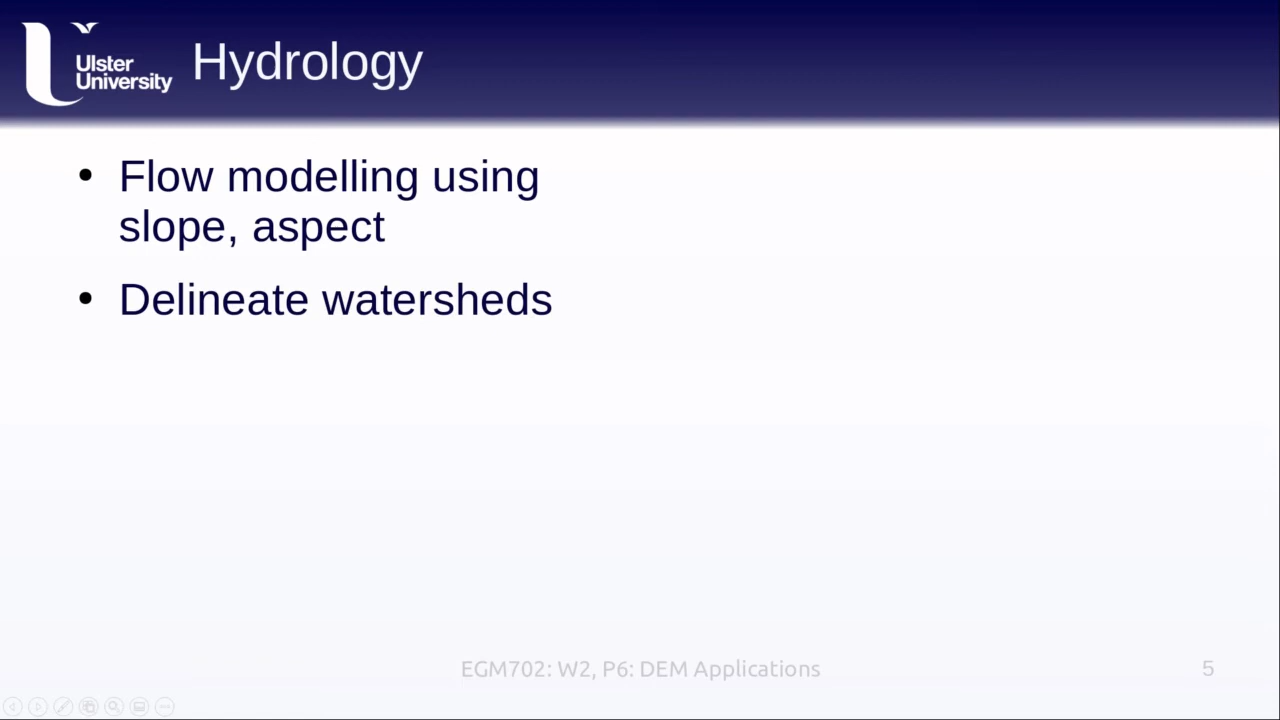 Ulster
University
Hydrology
• Flow modelling using
slope, aspect
• Delineate watersheds
EGM702: W2, P6: DEM Applications
5